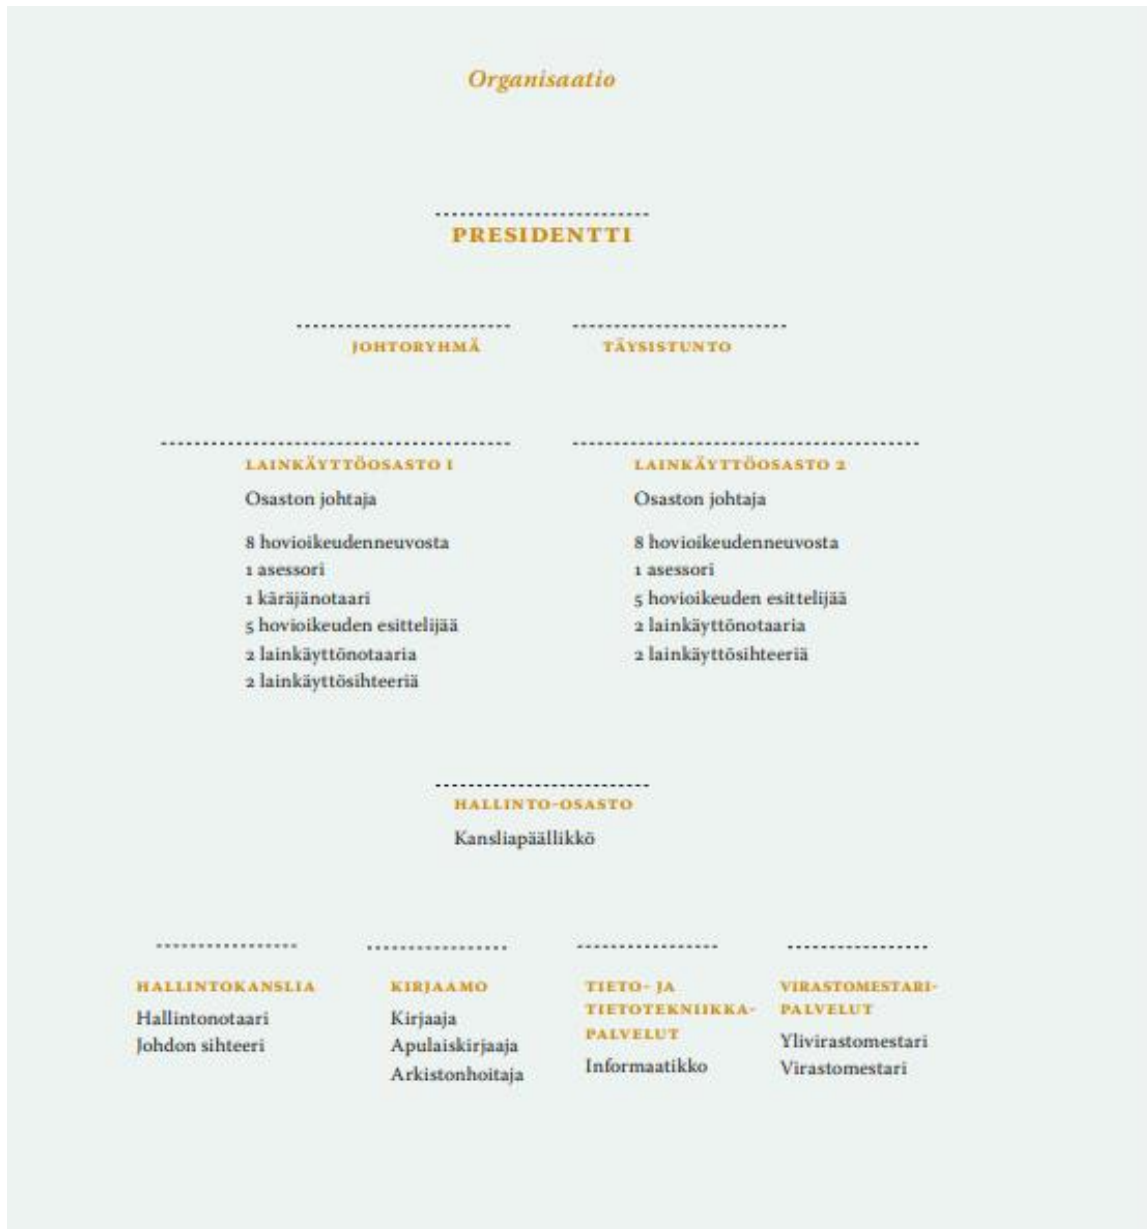 Organisaatio
PRESIDENTTI
JOHTORYHMÄ
TÄYSISTUNTO
LAINKÄYTTÖOSASTO 1
Osaston johtaja
8 hovioikeudenneuvosta
1 asessori
1 käräjänotaari
5 hovioikeuden esittelijää
2 lainkäyttönotaaria
2 lainkäyttösihteeriä
LAINKÄYTTÖOSASTO 2
Osaston johtaja
8 hovioikeudenneuvosta
1 asessori
5 hovioikeuden esittelijää
2 lainkäyttönotaaria
2 lainkäyttösihteeriä
HALLINTO-OSASTO
Kansliapäällikkö
HALLINTOKANSLIA
Hallintonotaari
Johdon sihteeri
KIRJAAMO
Kirjaaja
Apulaiskirjaaja
Arkistonhoitaja
TIETO- JA
TIETOTEKNIIKKA-
PALVELUT
Informaatikko
VIRASTOMESTARI-
PALVELUT
Ylivirastomestari
Virastomestari